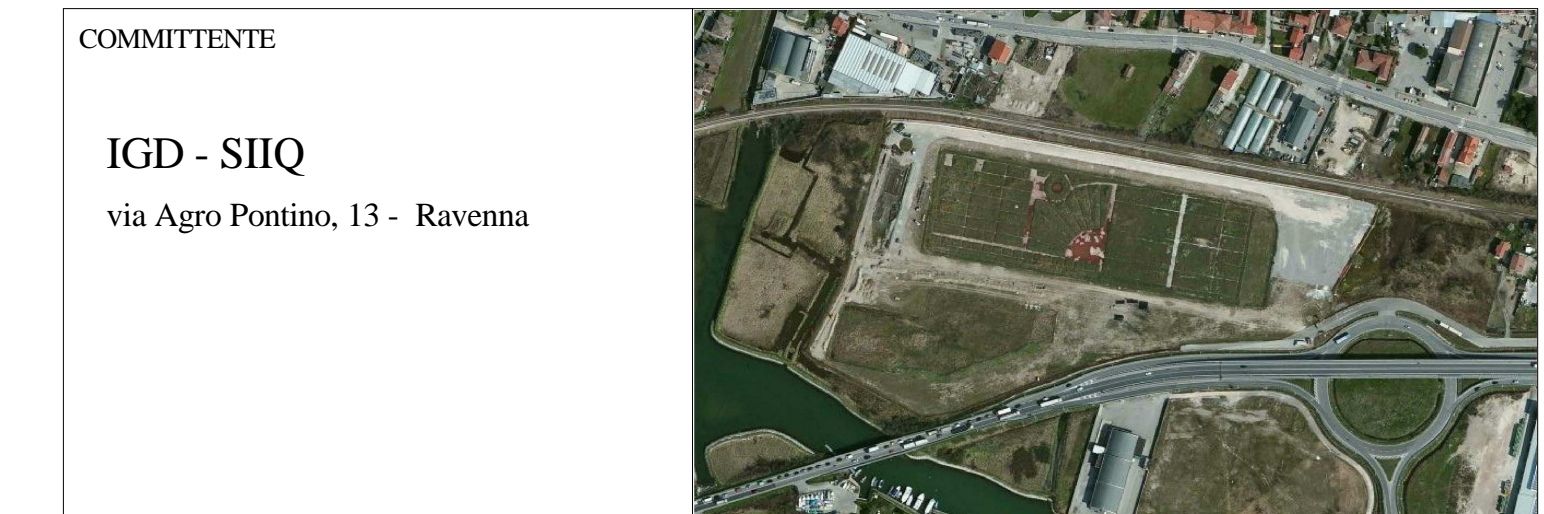 COMMITTENTE
IGD - SIIQ
via Agro Pontino, 13 - Ravenna